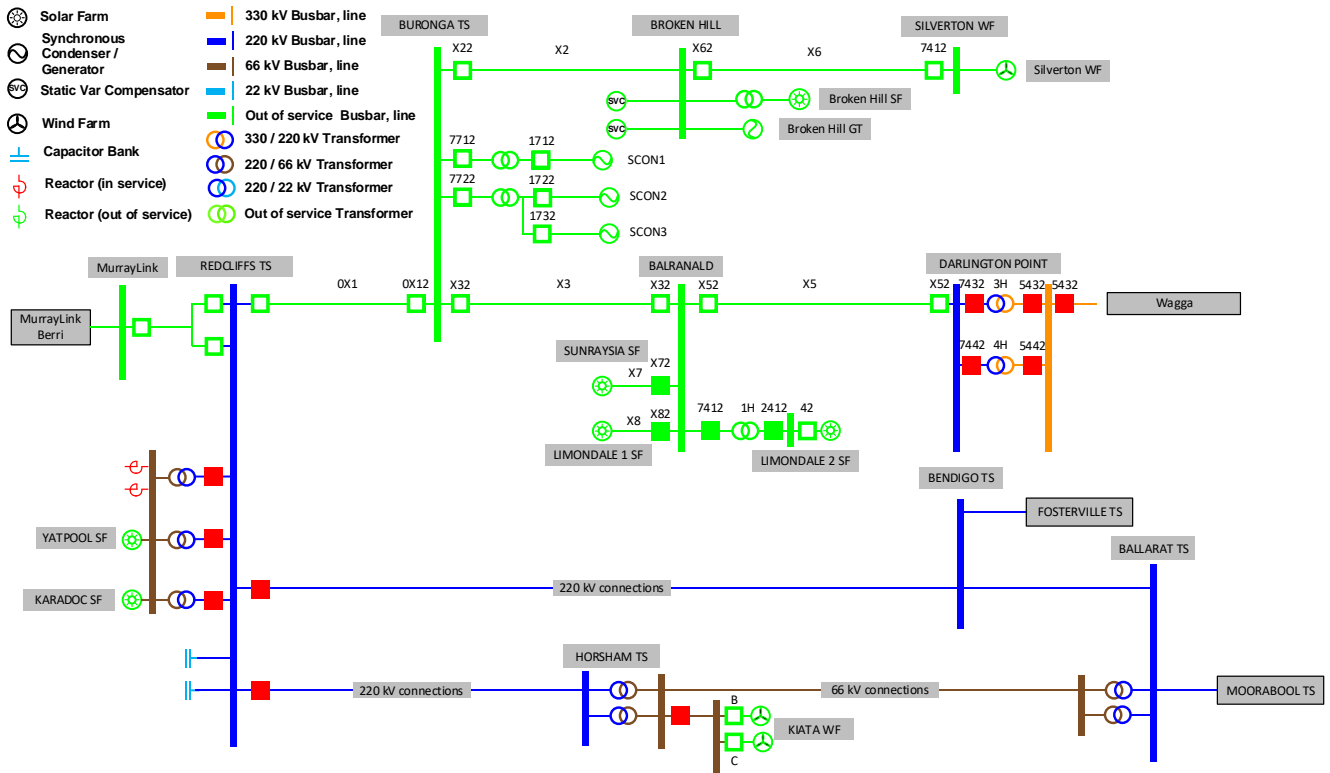 Solar Farm
Synchronous
Condenser /
Generator
SVC
Static Var Compensator
Wind Farm
Capacitor Bank
Reactor (in service)
Reactor (out of service)
330 kV Busbar, line
220 kV Busbar, line
66 kV Busbar, line
22 kV Busbar, line
Out of service Busbar, line
330 / 220 kV Transformer
220 / 66 kV Transformer
220 / 22 kV Transformer
Out of service Transformer
BURONGA TS
BROKEN HILL
SILVERTON WF
X22
X2
X62
X6
7412
Silverton WF
SVC
Broken Hill SF
SVC
Broken Hill GT
7712
1712
SCON1
7722
1722
SCON2
1732
SCON3
MurrayLink
REDCLIFFS TS
BALRANALD
DARLINGTON POINT
0X1
0X12
X32
X3
X32
X52
X5
X52
7432
3H
5432
5432
Wagga
MurrayLink
Berri
7442
4H
5442
SUNRAYSIA SF
X7
X72
X8
X82
7412
1H
2412
42
LIMONDALE 1 SF
LIMONDALE 2 SF
BENDIGO TS
FOSTERVILLE TS
YATPOOL SF
BALLARAT TS
KARADOC SF
220 kV connections
HORSHAM TS
220 kV connections
66 kV connections
MOORABOOL TS
B
KIATA WF
C